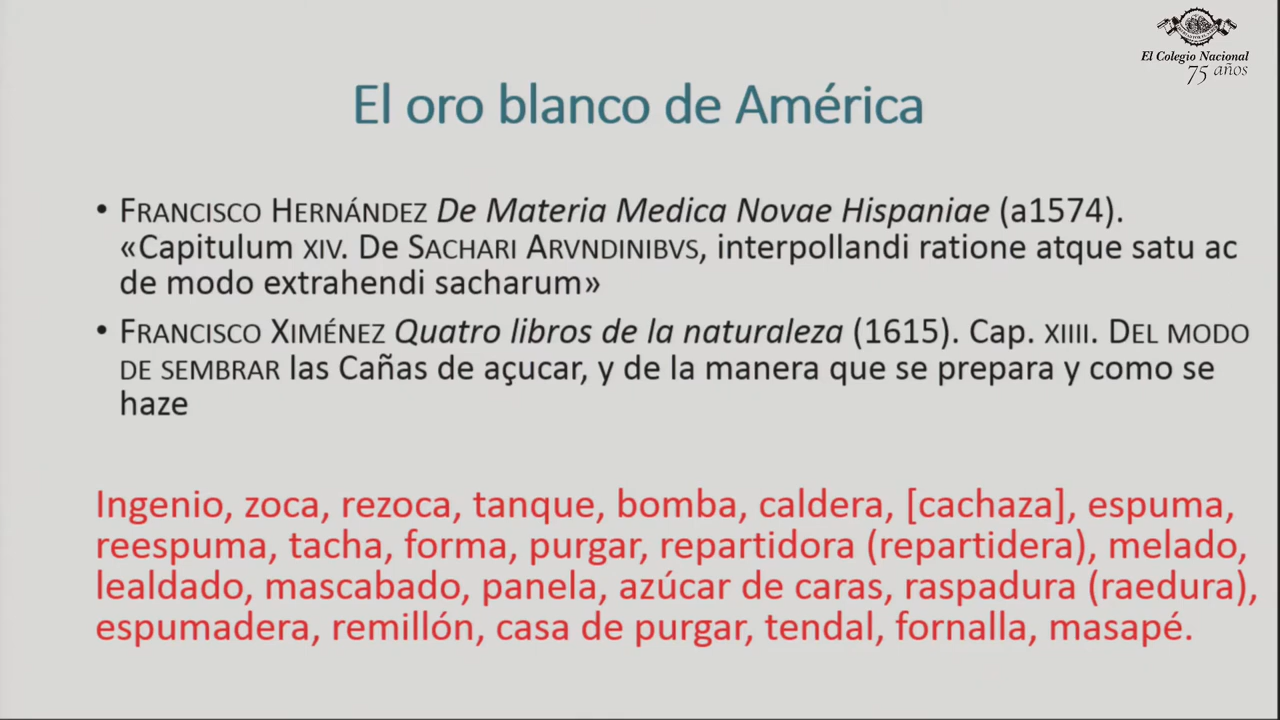 El Colegio Nacional
75 años
El oro blanco de América
• FRANCISCO HERNÁNDEZ De Materia Medica Novae Hispaniae (a1574).
«Capitulum XIV. De SACHARI ARVNDINIBVS, interpollandi ratione atque satu ac
de modo extrahendi sacharum»
• FRANCISCO XIMÉNEZ Quatro libros de la naturaleza (1615). Cap. XIIII. DEL MODO
DE SEMBRAR las Cañas de açucar, y de la manera que se prepara y como se
haze
Ingenio, zoca, rezoca, tanque, bomba, caldera, [cachaza], espuma,
reespuma, tacha, forma, purgar, repartidora (repartidera), melado,
lealdado, mascabado, panela, azúcar de caras, raspadura (raedura),
espumadera, remillón, casa de purgar, tendal, fornalla, masapé.